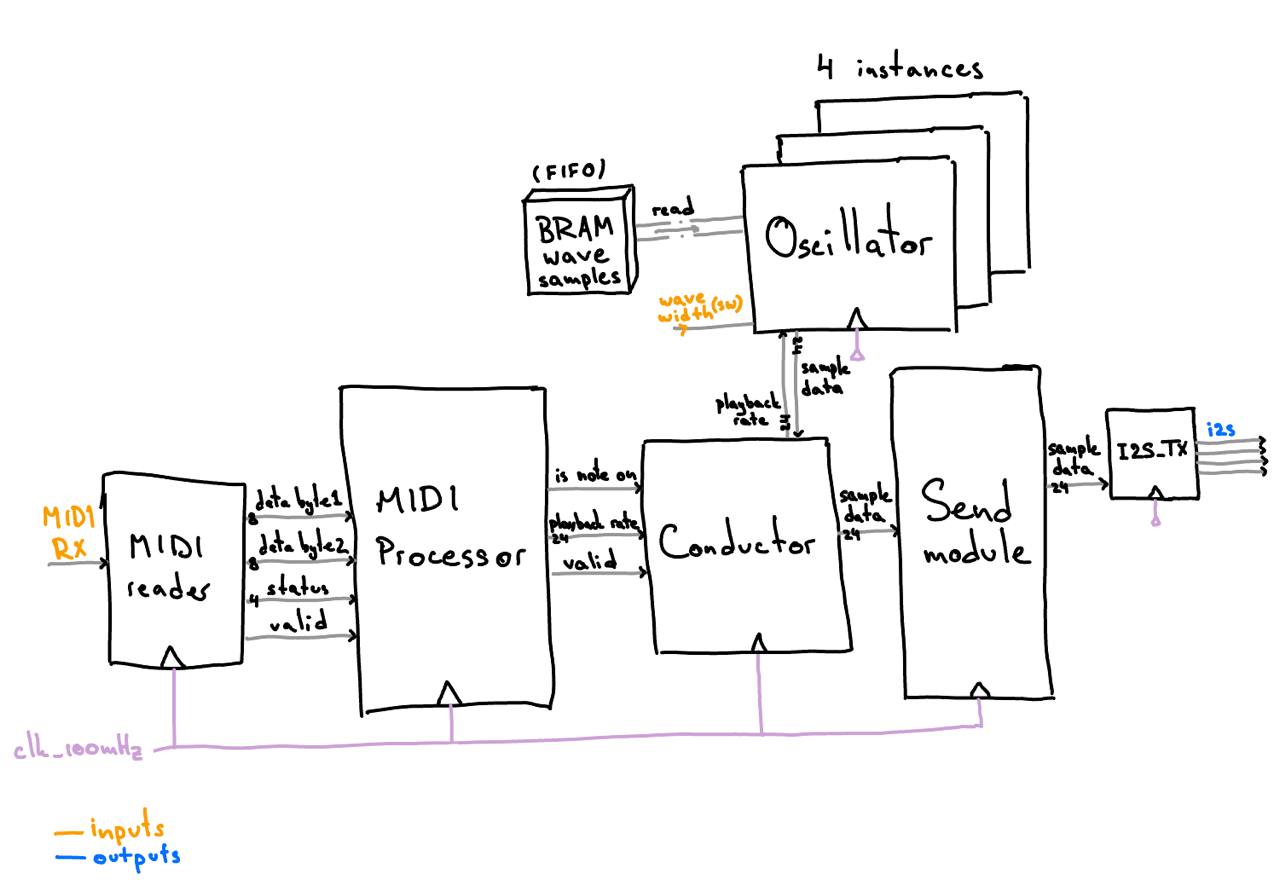 4 instances
(FIFO)
BRAM
wave
samples
read
Oscillator
wave
width(sw)
24
sample
data
playback
rate
24
MIDI
RX
MIDI
reader
data byte1
8
data byte2
8
status
4
valid
MIDI
Processor
is note on
playback rate
24
valid
Conductor
sample
data
24
Send
module
sample
data
24
I2S_TX
i2s
clk_100mHz
inputs
outputs